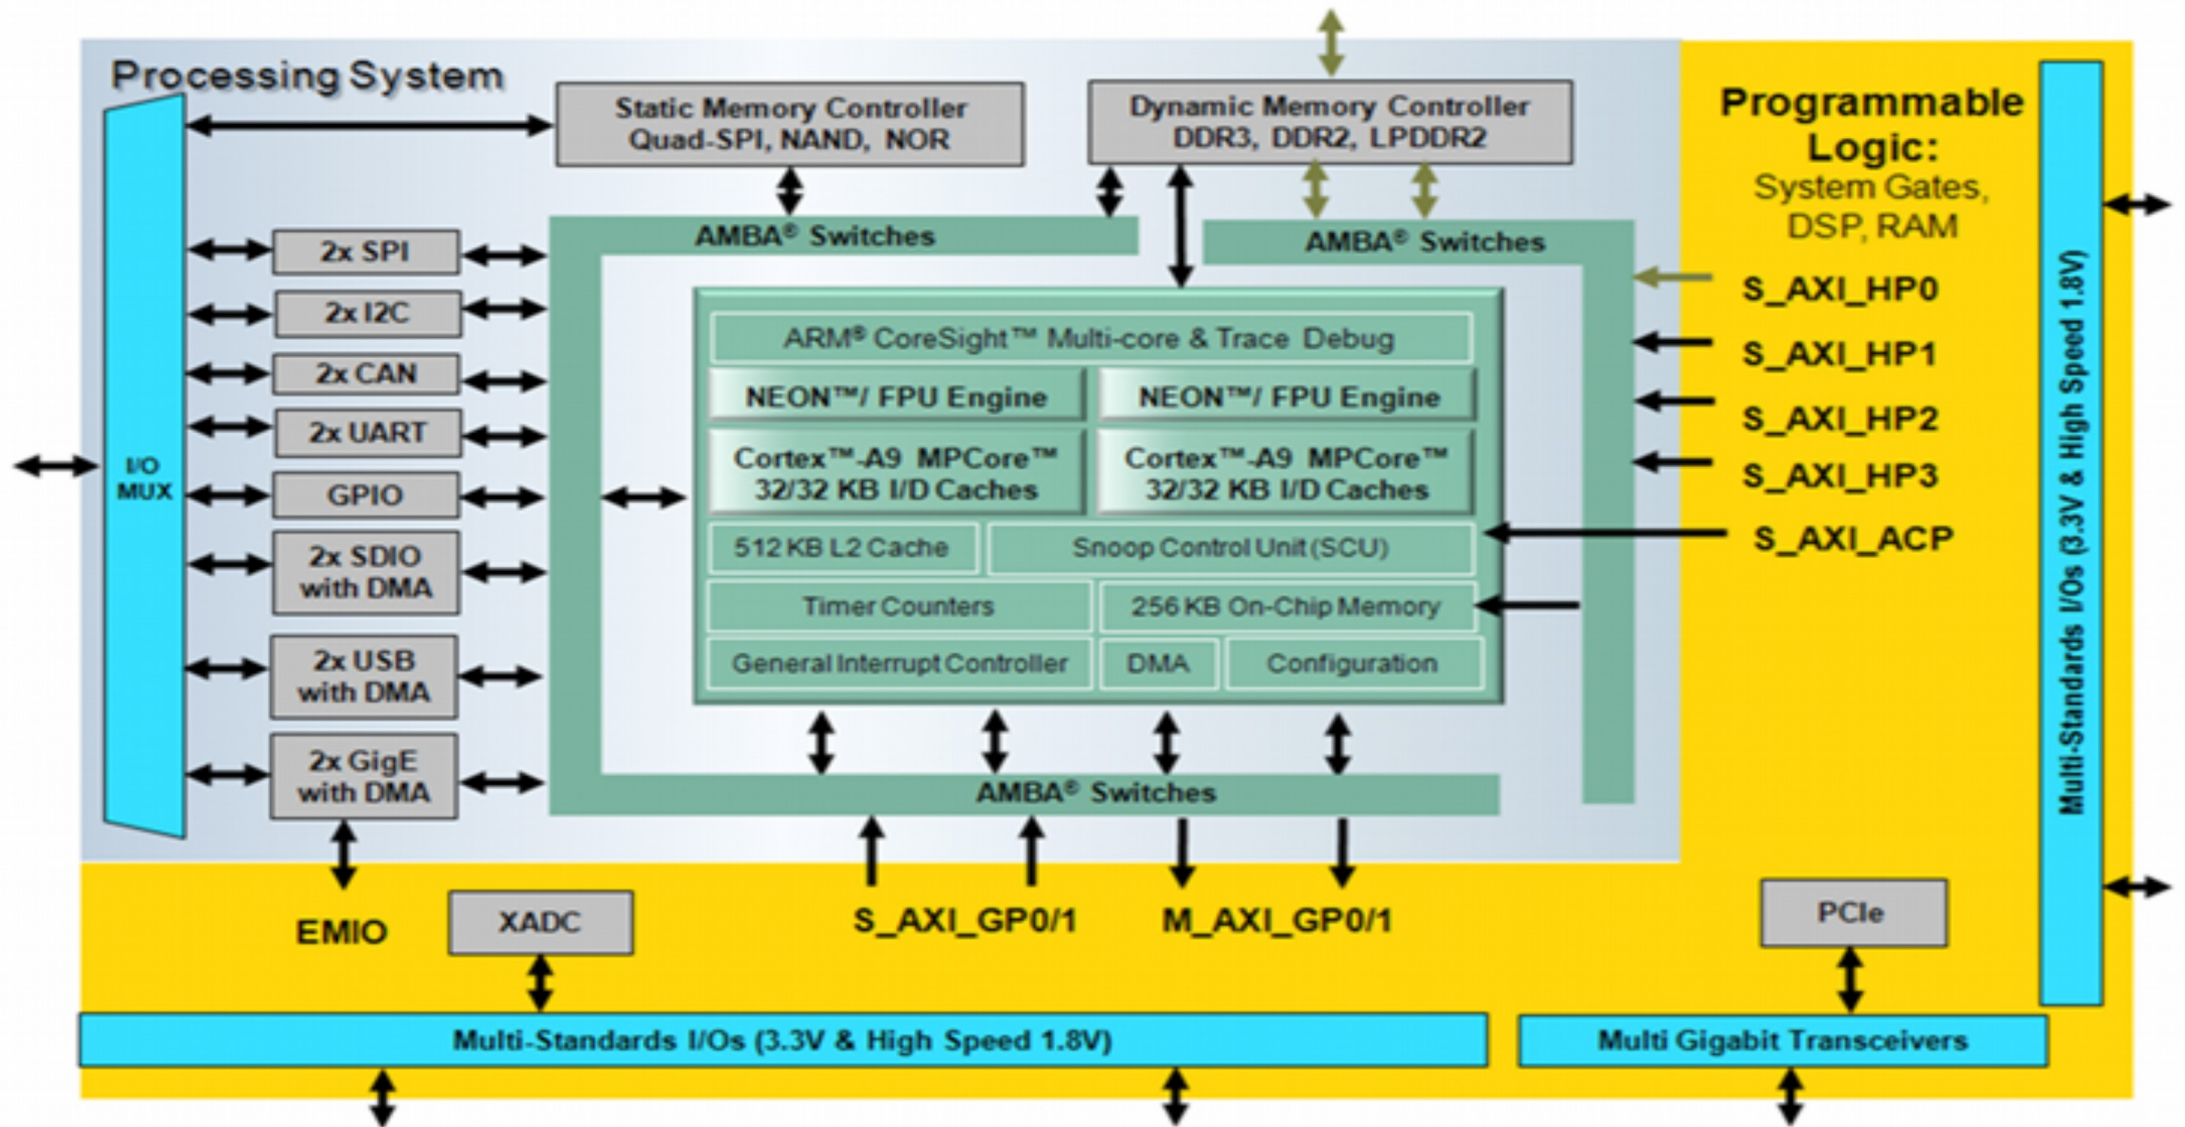 Processing System
Static Memory Controller
Quad-SPI, NAND, NOR
Dynamic Memory Controller
DDR3, DDR2, LPDDR2
Programmable
Logic:
System Gates,
DSP, RAM
I/O
MUX
2x SPI
2x I2C
2x CAN
2x UART
GPIO
2x SDIO
with DMA
2x USB
with DMA
2x GigE
with DMA
AMBA® Switches
AMBA® Switches
ARM® CoreSight™ Multi-core & Trace Debug
NEON™/ FPU Engine
NEON™/ FPU Engine
Cortex™-A9 MPCore™
32/32 KB I/D Caches
Cortex™-A9 MPCore™
32/32 KB I/D Caches
512 KB L2 Cache
Snoop Control Unit (SCU)
Timer Counters
256 KB On-Chip Memory
General Interrupt Controller
DMA
Configuration
AMBA® Switches
S_AXI_HP0
S_AXI_HP1
S_AXI_HP2
S_AXI_HP3
S_AXI_ACP
Multi-Standards I/Os (3.3V & High Speed 1.8V)
EMIO
XADC
S_AXI_GP0/1
M_AXI_GP0/1
PCIe
Multi-Standards I/Os (3.3V & High Speed 1.8V)
Multi Gigabit Transceivers